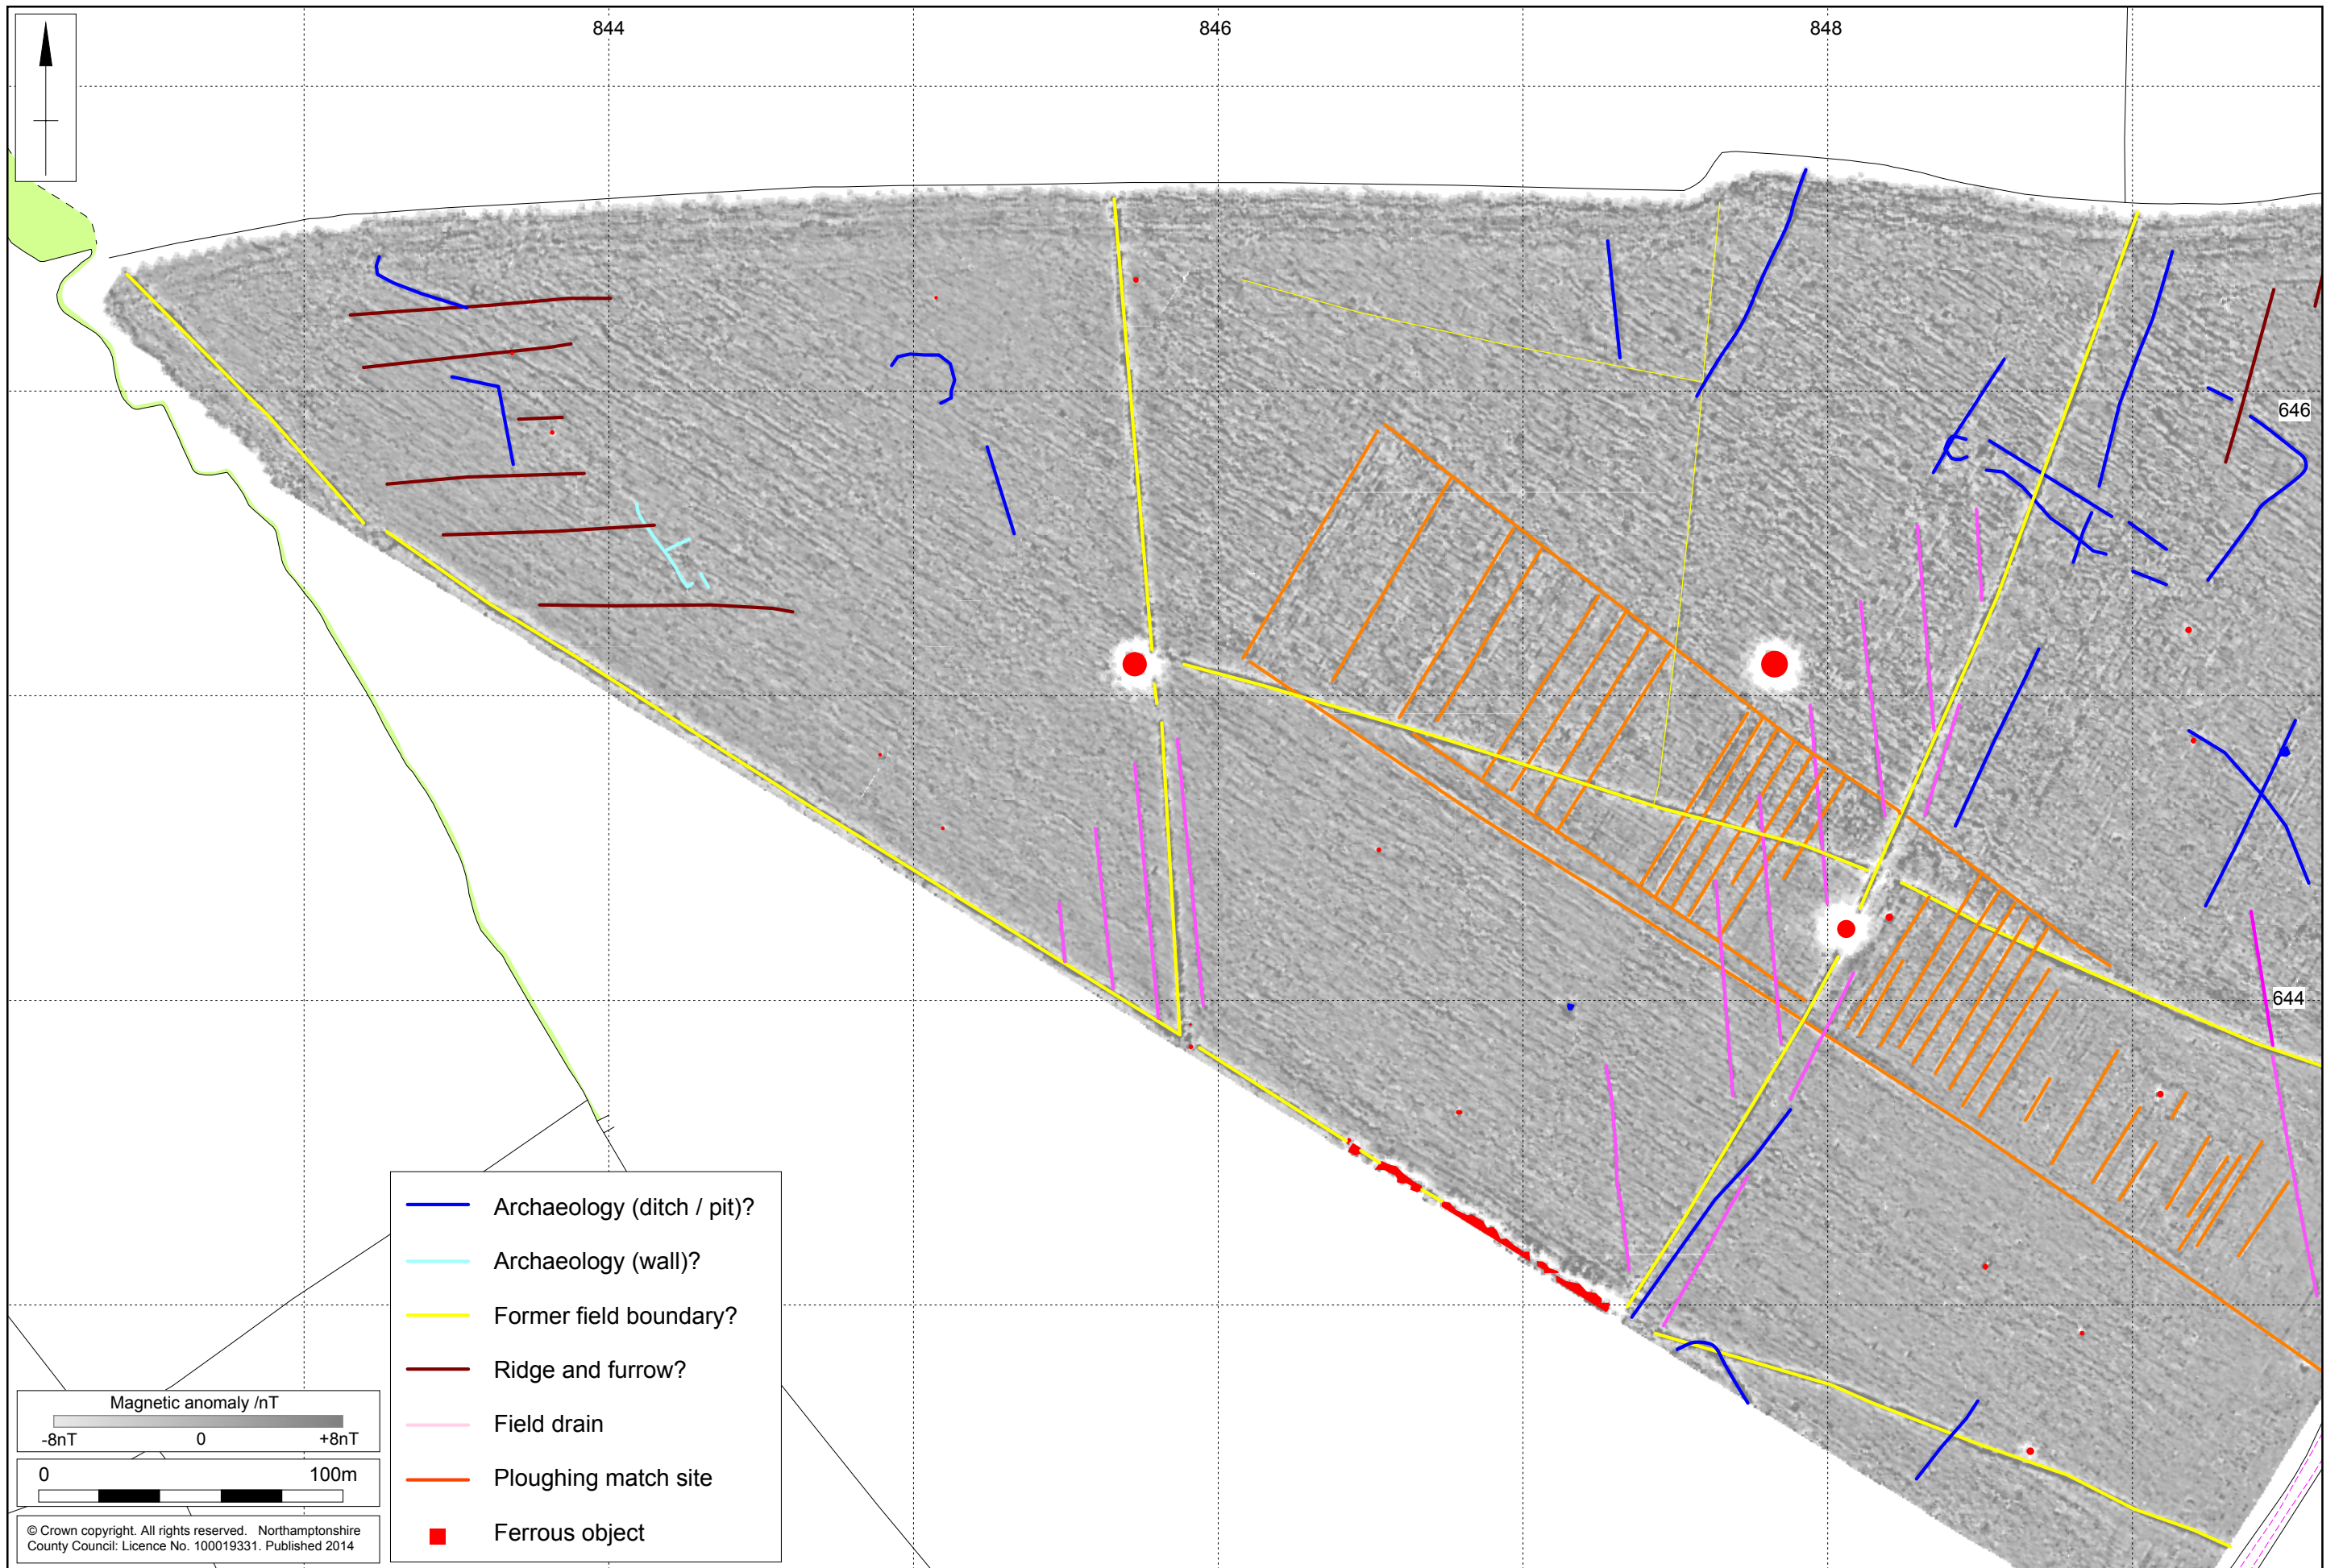 844
846
848
646
644
Archaeology (ditch / pit)?
Archaeology (wall)?
Former field boundary?
Ridge and furrow?
Field drain
Ploughing match site
Ferrous object
Magnetic anomaly /nT
-8nT 0 +8nT
0 100m
© Crown copyright. All rights reserved. Northamptonshire
County Council: Licence No. 100019331. Published 2014